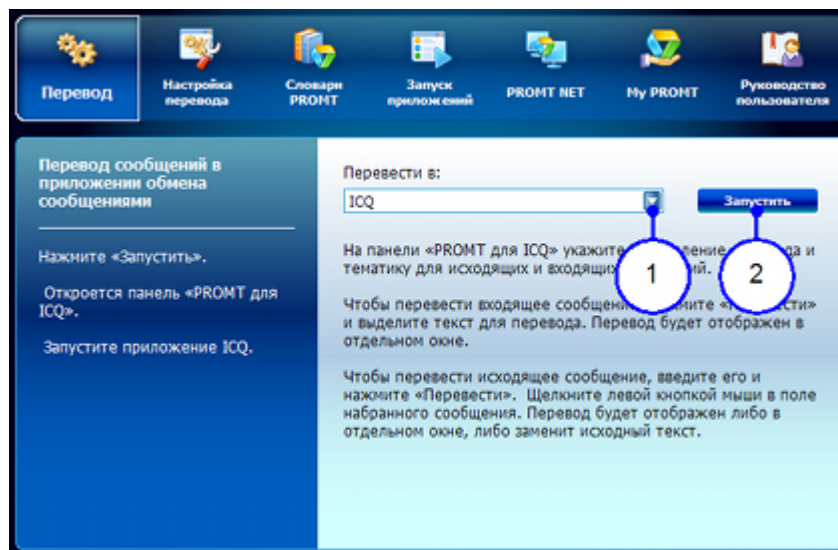 Перевод
Настройка
перевода
Словари
PROMT
Запуск
приложений
PROMT NET
My PROMT
Руководство
пользователя
Перевод сообщений в
приложении обмена
сообщениями
Нажмите «Запустить».
Откроется панель «PROMT для
ICQ».
Запустите приложение ICQ.
Перевести в:
ICQ
Запустить
1
2
На панели «PROMT для ICQ» укажите и
тематику для исходящих и входящих
Чтобы перевести входящее
и выделите текст для перевода. Перевод будет отображен в
отдельном окне.
Чтобы перевести исходящее сообщение, введите его и
нажмите «Перевести». Щелкните левой кнопкой мыши в поле
набранного сообщения. Перевод будет отображен либо в
отдельном окне, либо заменит исходный текст.